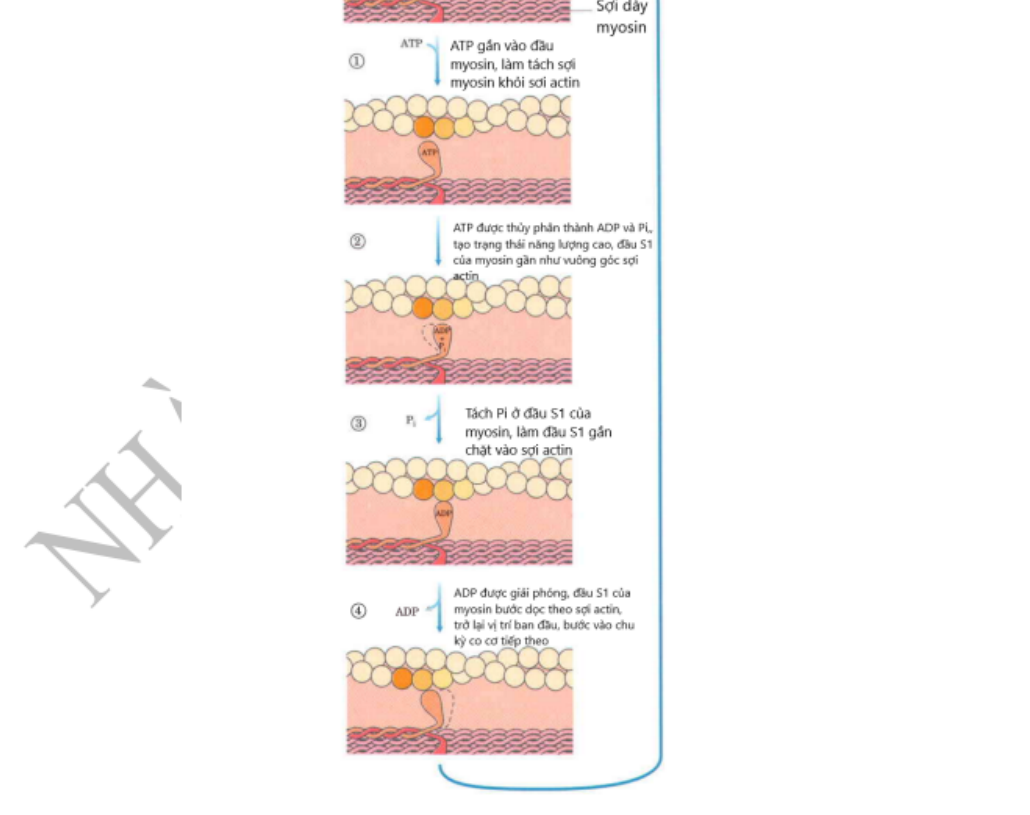 Sợi dày
myosin
①
ATP
ATP gắn vào đầu
myosin, làm tách sợi
myosin khỏi sợi actin
ATP
②
ATP được thủy phân thành ADP và Pi,
tạo trạng thái năng lượng cao, đầu S1
của myosin gần như vuông góc sợi
actin
ADP
+
P
③
Pi
Tách Pi ở đầu S1 của
myosin, làm đầu S1 gắn
chặt vào sợi actin
ADP
④
ADP
ADP được giải phóng, đầu S1 của
myosin bước dọc theo sợi actin,
trở lại vị trí ban đầu, bước vào chu
kỳ co cơ tiếp theo
NH